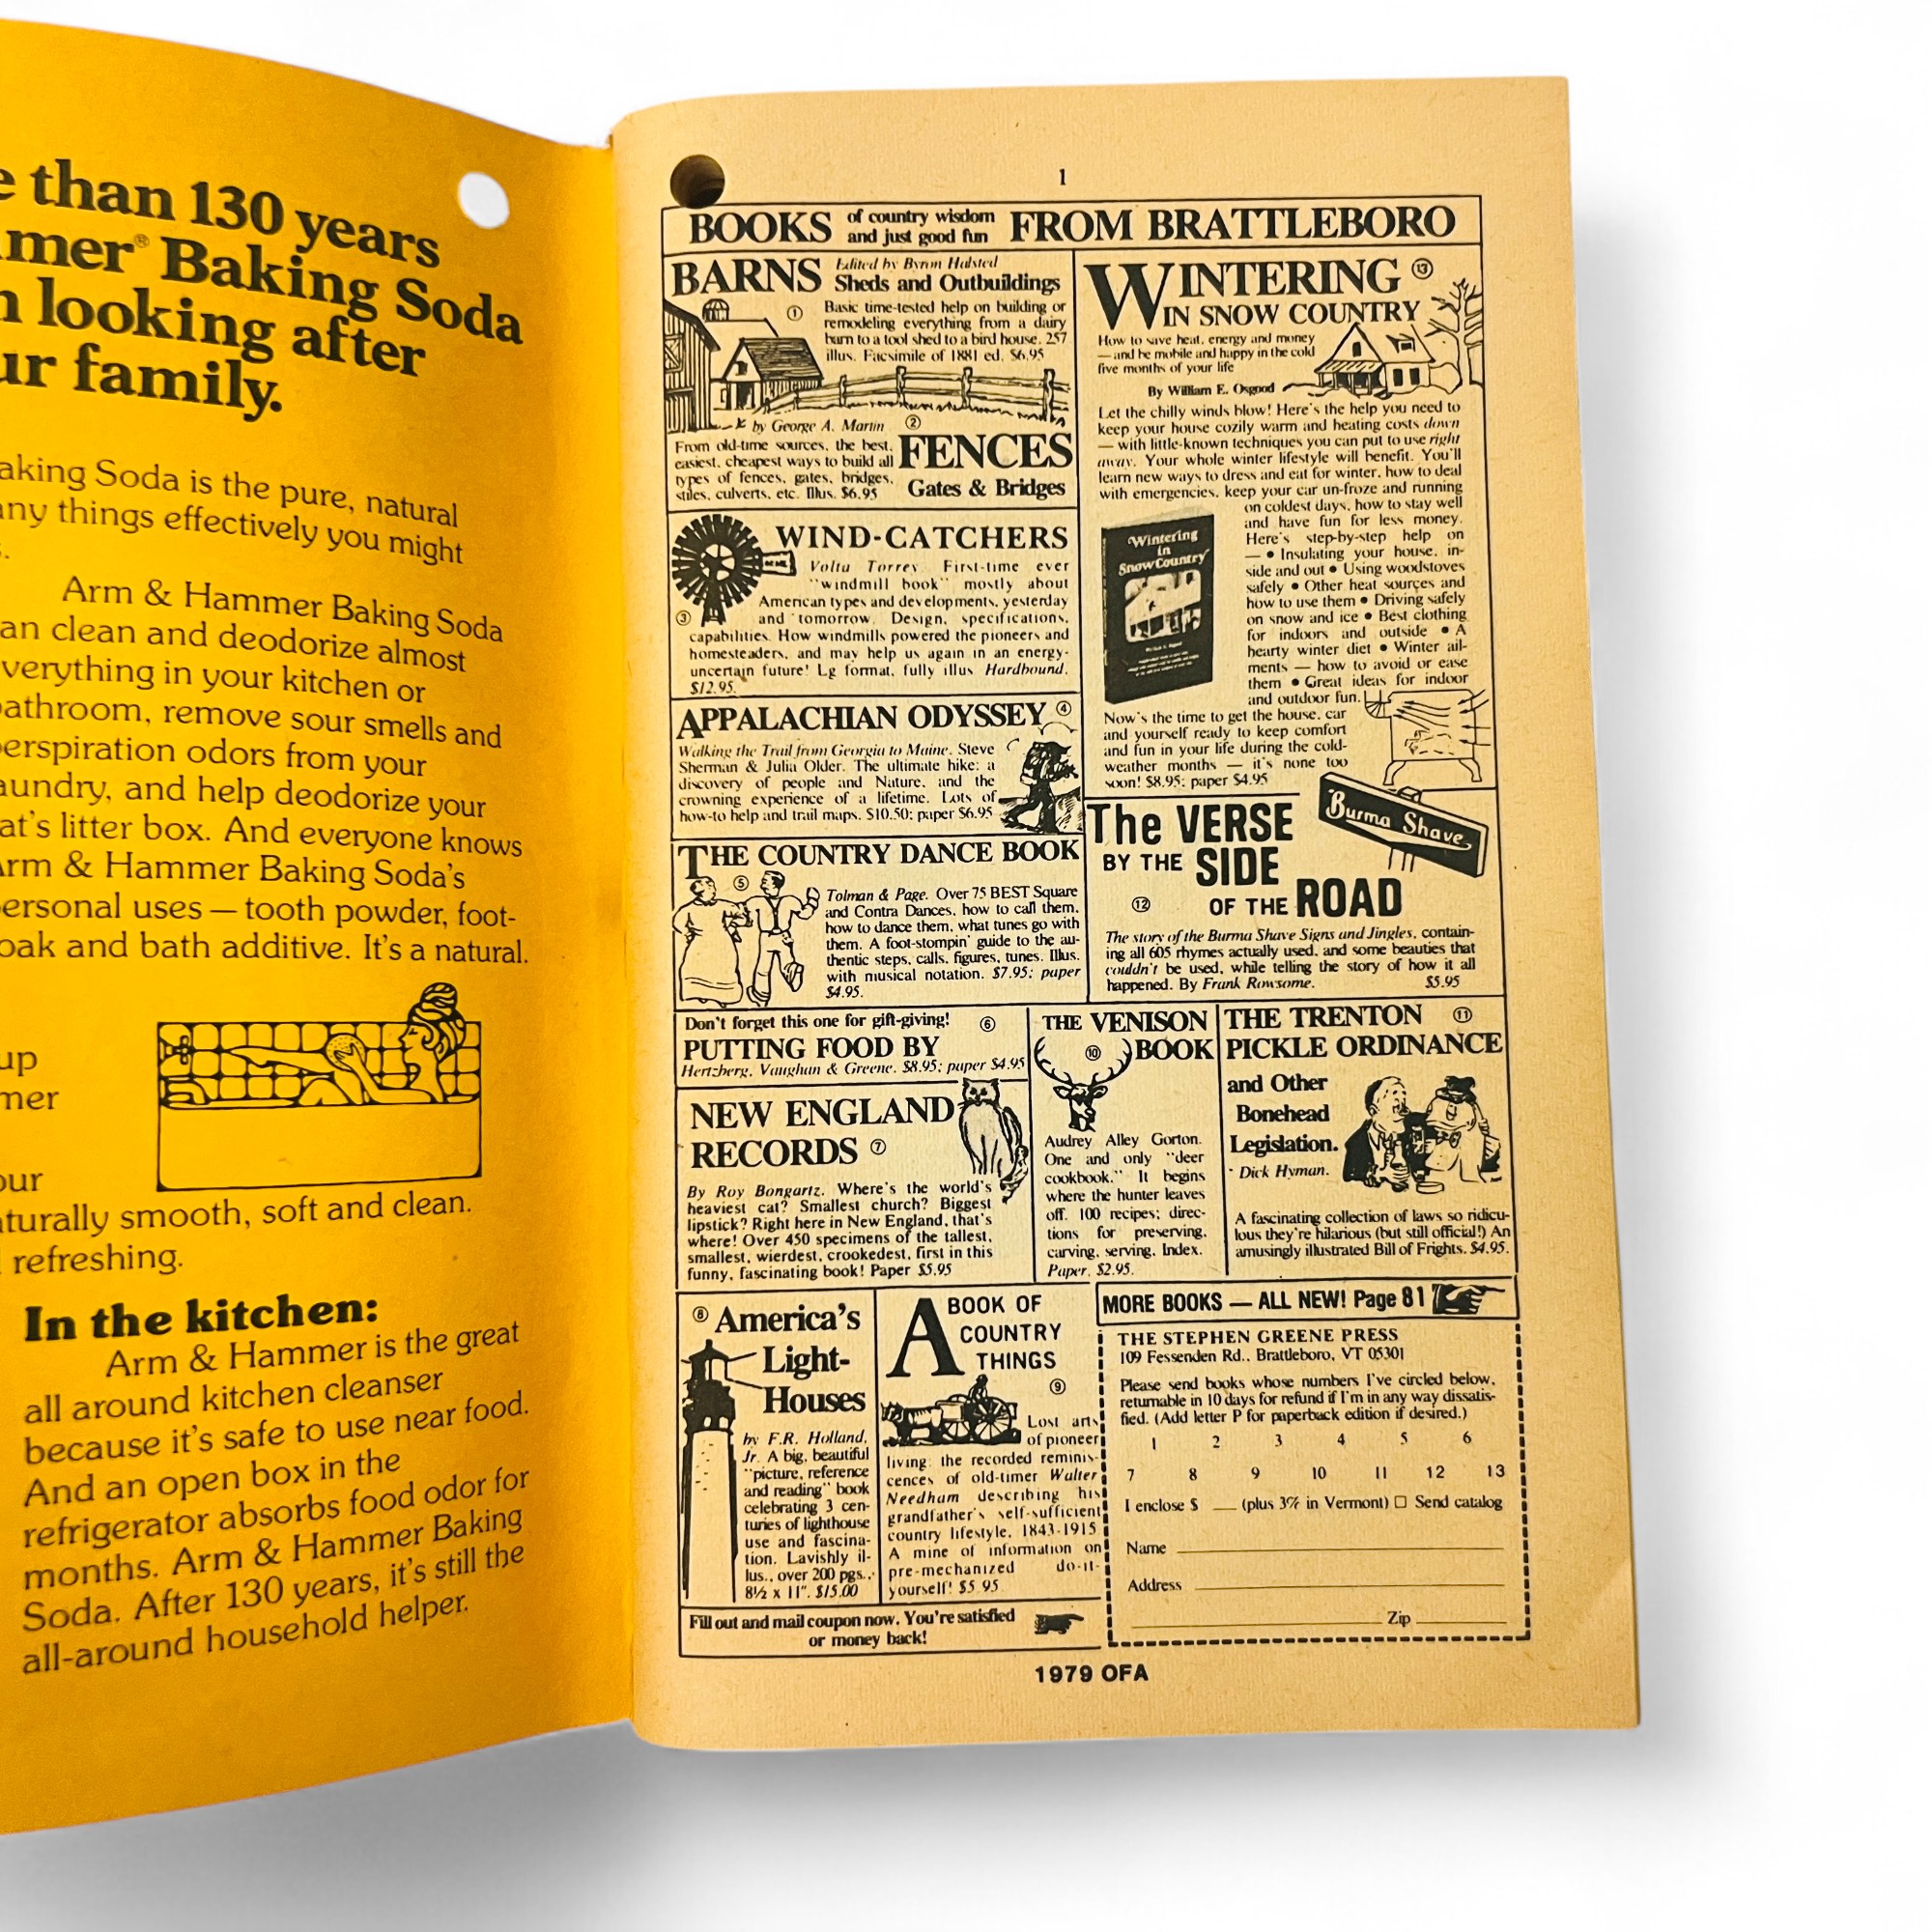 e than 130 years
mmer® Baking Soda
n looking after
ur family.
aking Soda is the pure, natural
any things effectively you might
s.
Arm & Hammer Baking Soda
an clean and deodorize almost
verything in your kitchen or
bathroom, remove sour smells and
erspiration odors from your
aundry, and help deodorize your
at's litter box. And everyone knows
Arm & Hammer Baking Soda's
ersonal uses — tooth powder, foot-
oak and bath additive. It's a natural.
up
mer
our
aturally smooth, soft and clean.
refreshing.
In the kitchen:
Arm & Hammer is the great
all around kitchen cleanser
because it's safe to use near food.
And an open box in the
refrigerator absorbs food odor for
months. Arm & Hammer Baking
Soda. After 130 years, it's still the
all-around household helper.
1
BOOKS of country wisdom and just good fun FROM BRATTLEBORO
BARNS Edited by Byron Halsted
Sheds and Outbuildings
① Basic time-tested help on building or
remodeling everything from a dairy
barn to a tool shed to a bird house. 257
illus. Facsimile of 1881 ed. $6.95
by George A. Martin ②
From old-time sources, the best,
easiest, cheapest ways to build all
types of fences, gates, bridges,
stiles, culverts, etc. Illus. $6.95
FENCES
Gates & Bridges
WIND-CATCHERS
Volta Torrey. First-time ever
"windmill book" mostly about
American types and developments, yesterday
③ and tomorrow. Design, specifications,
capabilities. How windmills powered the pioneers and
homesteaders, and may help us again in an energy-
uncertain future! Lg format, fully illus Hardbound.
$12.95.
APPALACHIAN ODYSSEY ④
Walking the Trail from Georgia to Maine. Steve
Sherman & Julia Older. The ultimate hike: a
discovery of people and Nature, and the
crowning experience of a lifetime. Lots of
how-to help and trail maps. $10.50; paper $6.95
THE COUNTRY DANCE BOOK
⑤ Tolman & Page. Over 75 BEST Square
and Contra Dances, how to call them,
how to dance them, what tunes go with
them. A foot-stompin' guide to the au-
thentic steps, calls, figures, tunes. Illus.
with musical notation. $7.95; paper
$4.95.
Don't forget this one for gift-giving! ⑥
PUTTING FOOD BY
Hertzberg, Vaughan & Greene. $8.95; paper $4.95
NEW ENGLAND
RECORDS ⑦
By Roy Bongartz. Where's the world's
heaviest cat? Smallest church? Biggest
lipstick? Right here in New England, that's
where! Over 450 specimens of the tallest,
smallest, wierdest, crookedest, first in this
funny, fascinating book! Paper $5.95
⑧ America's
Light-
Houses
by F.R. Holland,
Jr. A big, beautiful
"picture, reference
and reading" book
celebrating 3 cen-
turies of lighthouse
use and fascina-
tion. Lavishly il-
lus., over 200 pgs.,
8½ x 11". $15.00
A BOOK OF
COUNTRY
THINGS
⑨
Lost arts
of pioneer
living; the recorded reminis-
cences of old-timer Walter
Needham describing his
grandfather's self-sufficient
country lifestyle, 1843-1915
A mine of information on
pre-mechanized do-it-
yourself! $5.95
Fill out and mail coupon now. You're satisfied
or money back!
WINTERING ⑬
IN SNOW COUNTRY
How to save heat, energy and money
— and be mobile and happy in the cold
five months of your life
By William E. Osgood
Let the chilly winds blow! Here's the help you need to
keep your house cozily warm and heating costs down
— with little-known techniques you can put to use right
away. Your whole winter lifestyle will benefit. You'll
learn new ways to dress and eat for winter, how to deal
with emergencies, keep your car un-froze and running
on coldest days, how to stay well
and have fun for less money.
Here's step-by-step help on
— • Insulating your house, in-
side and out • Using woodstoves
safely • Other heat sources and
how to use them • Driving safely
on snow and ice • Best clothing
for indoors and outside • A
hearty winter diet • Winter ail-
ments — how to avoid or ease
them • Great ideas for indoor
and outdoor fun.
Wintering
in
Snow Country
Now's the time to get the house, car
and yourself ready to keep comfort
and fun in your life during the cold-
weather months — it's none too
soon! $8.95; paper $4.95
The VERSE
BY THE SIDE
OF THE ROAD
Burma Shave
⑫
The story of the Burma Shave Signs and Jingles, contain-
ing all 605 rhymes actually used, and some beauties that
couldn't be used, while telling the story of how it all
happened. By Frank Rowsome. $5.95
THE VENISON
⑩ BOOK
Audrey Alley Gorton.
One and only "deer
cookbook." It begins
where the hunter leaves
off. 100 recipes; direc-
tions for preserving,
carving, serving. Index.
Paper. $2.95.
THE TRENTON ⑪
PICKLE ORDINANCE
and Other
Bonehead
Legislation.
Dick Hyman.
A fascinating collection of laws so ridicu-
lous they're hilarious (but still official!) An
amusingly illustrated Bill of Frights. $4.95.
MORE BOOKS — ALL NEW! Page 81
THE STEPHEN GREENE PRESS
109 Fessenden Rd., Brattleboro, VT 05301
Please send books whose numbers I've circled below,
returnable in 10 days for refund if I'm in any way dissatis-
fied. (Add letter P for paperback edition if desired.)
1 2 3 4 5 6
7 8 9 10 11 12 13
I enclose $ ___ (plus 3% in Vermont) ☐ Send catalog
Name
Address
Zip
1979 OFA